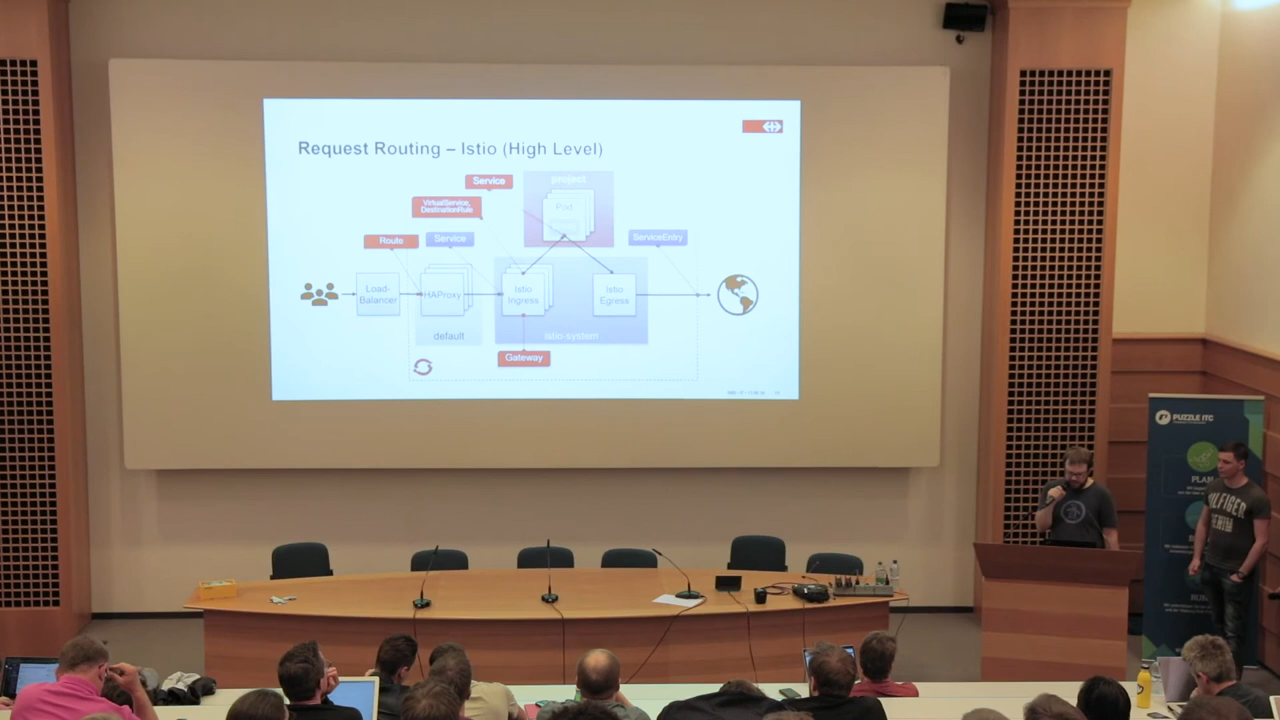 Request Routing – Istio (High Level)
Service
project
VirtualService,
DestinationRule
Pod
Route
Service
ServiceEntry
Load-
Balancer
HAProxy
Istio
Ingress
Istio
Egress
default
istio-system
Gateway
PUZZLE ITC
PLAN
HILFIGER
DENIM